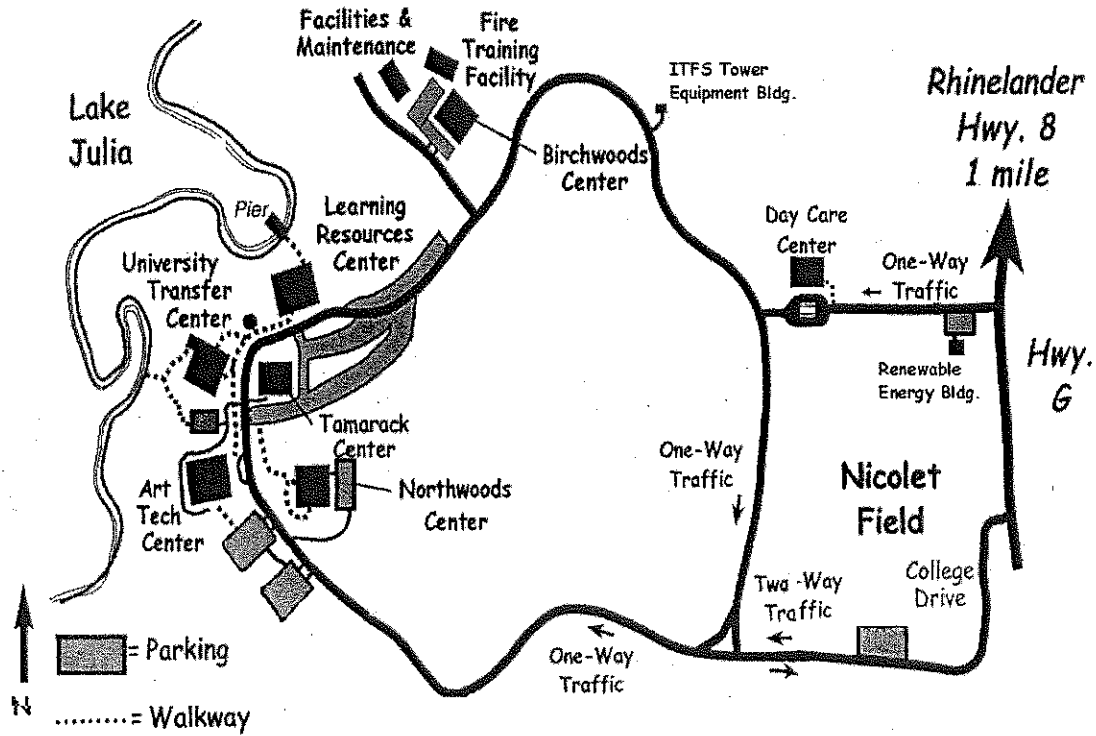 Facilities &
Maintenance
Fire
Training
Facility
ITFS Tower
Equipment Bldg.
Rhinelander
Hwy. 8
1 mile
Lake
Julia
Birchwoods
Center
Pier
Learning
Resources
Center
Day Care
Center
One-Way
Traffic
University
Transfer
Center
Renewable
Energy Bldg.
Hwy.
G
Tamarack
Center
One-Way
Traffic
Nicolet
Field
Art
Tech
Center
Northwoods
Center
Two-Way
Traffic
College
Drive
One-Way
Traffic
= Parking
= Walkway
N